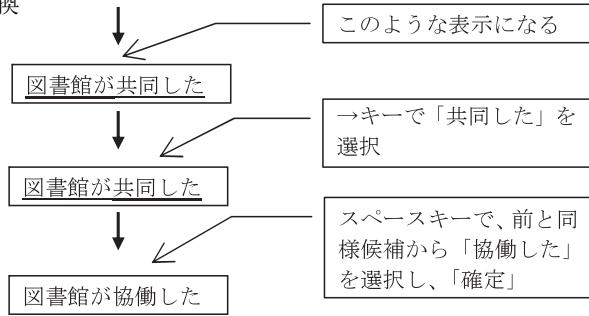 換
このような表示になる
図書館が共同した
→キーで「共同した」を
選択
図書館が共同した
スペースキーで、前と同
様候補から「協働した」
を選択し、「確定」
図書館が協働した